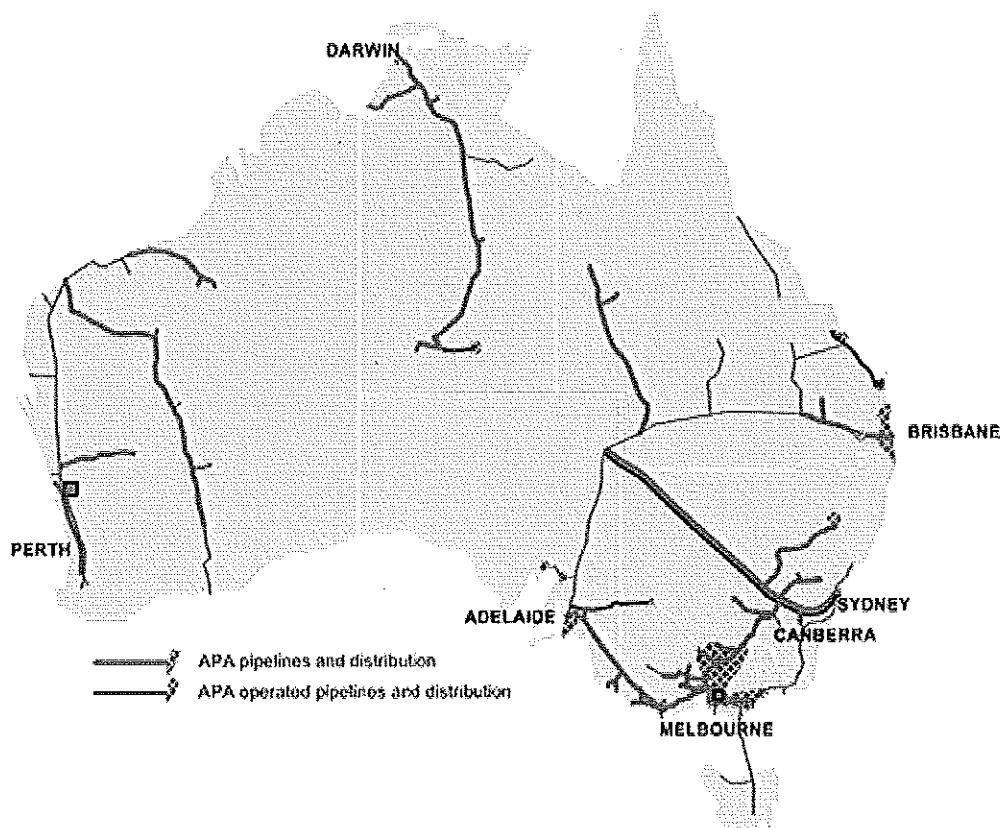 DARWIN
BRISBANE
PERTH
ADELAIDE
SYDNEY
CANBERRA
APA pipelines and distribution
APA operated pipelines and distribution
MELBOURNE